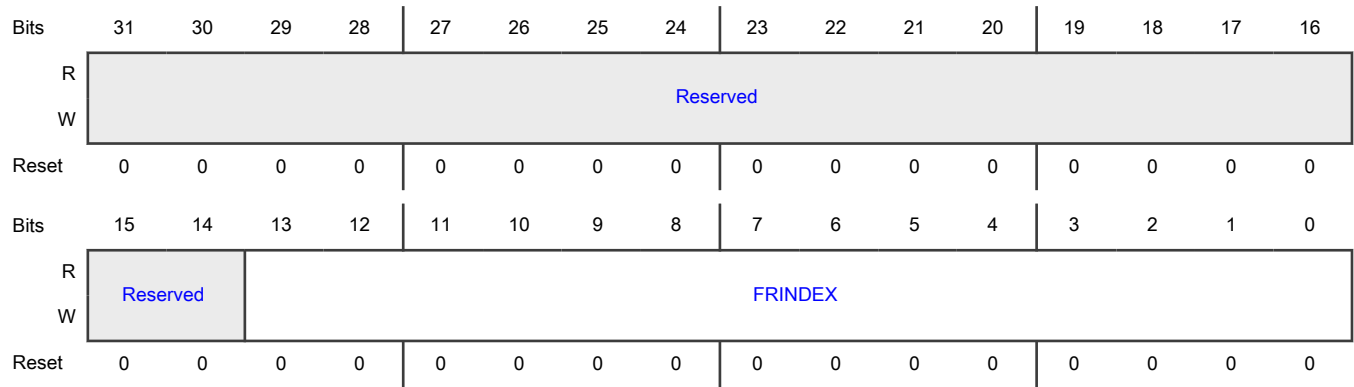 Bits 31 30 29 28 27 26 25 24 23 22 21 20 19 18 17 16
R
Reserved
W
Reset 0 0 0 0 0 0 0 0 0 0 0 0 0 0 0 0
Bits 15 14 13 12 11 10 9 8 7 6 5 4 3 2 1 0
R
Reserved FRINDEX
W
Reset 0 0 0 0 0 0 0 0 0 0 0 0 0 0 0 0